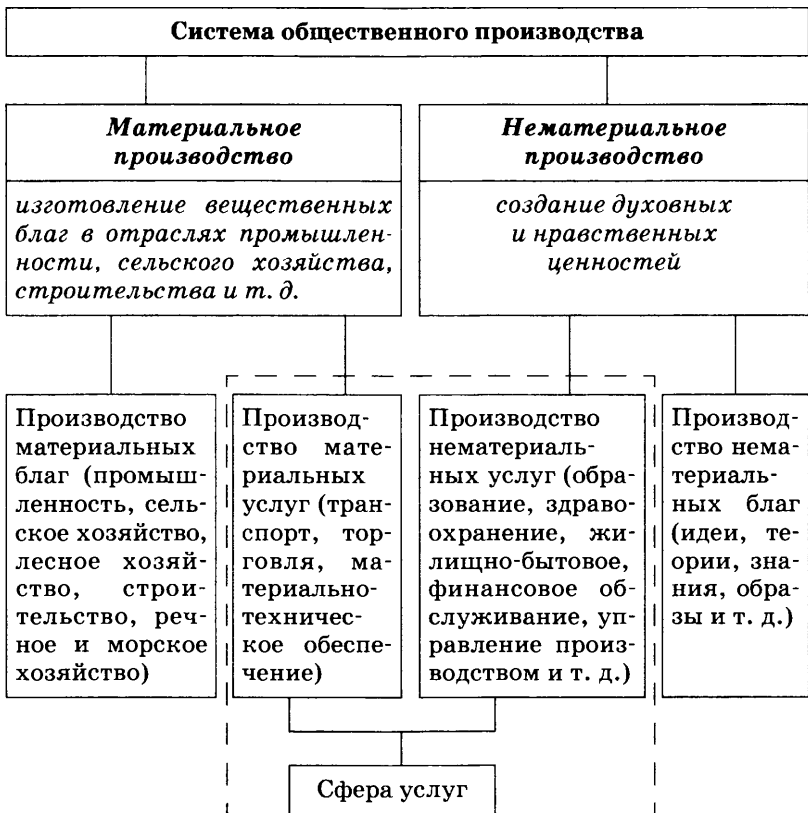 Система общественного производства
Материальное
производство
изготовление вещественных
благ в отраслях промышлен-
ности, сельского хозяйства,
строительства и т. д.
Нематериальное
производство
создание духовных
и нравственных
ценностей
Производство
материальных
благ (промыш-
ленность, сель-
ское хозяйство,
лесное хозяй-
ство, строи-
тельство, реч-
ное и морское
хозяйство)
Производ-
ство мате-
риальных
услуг (тран-
спорт, тор-
говля, ма-
териально-
техничес-
кое обеспе-
чение)
Производство
нематериаль-
ных услуг (обра-
зование, здраво-
охранение, жи-
лищно-бытовое,
финансовое об-
служивание, уп-
равление произ-
водством и т. д.)
Производ-
ство нема-
териаль-
ных благ
(идеи, те-
ории, зна-
ния, обра-
зы и т. д.)
Сфера услуг